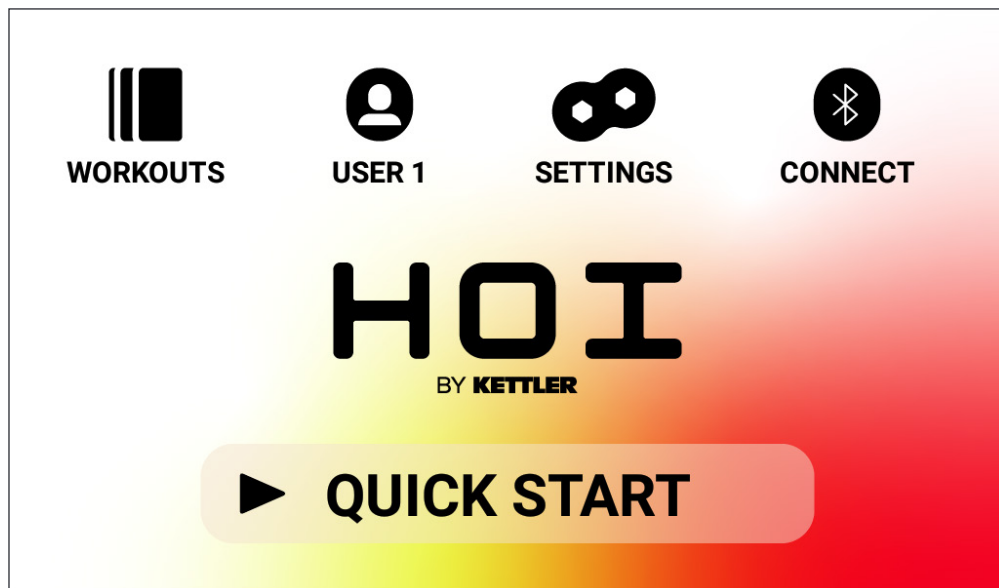 WORKOUTS USER 1 SETTINGS CONNECT
HOI
BY KETTLER
QUICK START